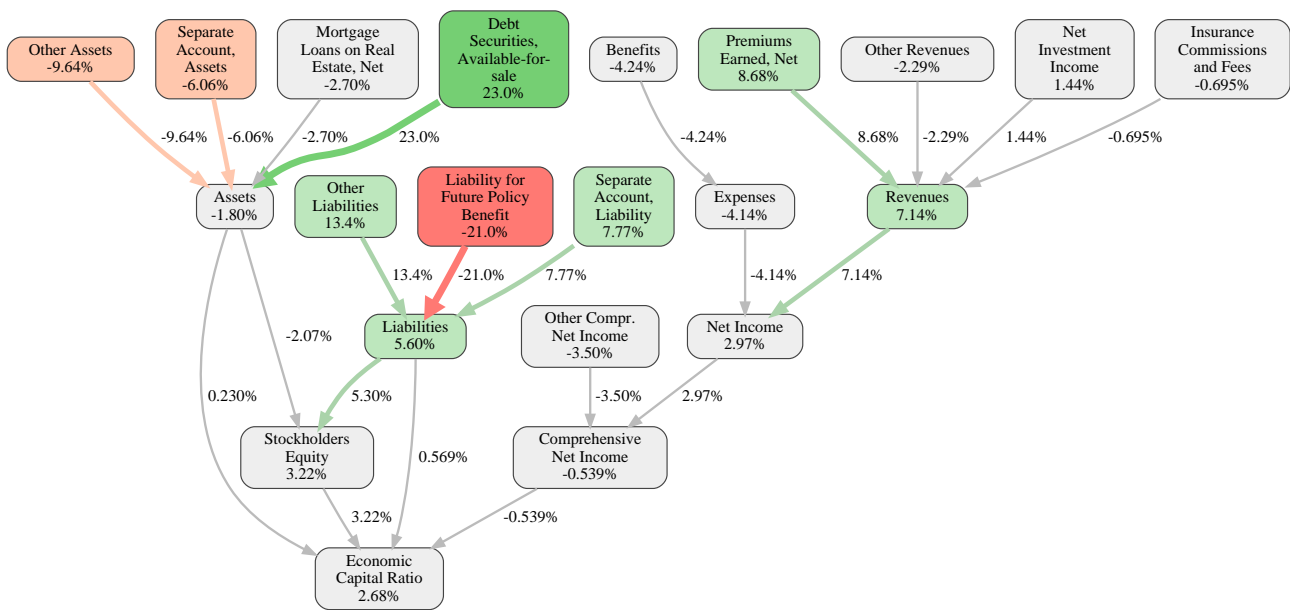 Other Assets
-9.64%
Separate
Account,
Assets
-6.06%
Mortgage
Loans on Real
Estate, Net
-2.70%
Debt
Securities,
Available-for-
sale
23.0%
Benefits
-4.24%
Premiums
Earned, Net
8.68%
Other Revenues
-2.29%
Net
Investment
Income
1.44%
Insurance
Commissions
and Fees
-0.695%
-9.64%
-6.06%
-2.70%
23.0%
-4.24%
8.68%
-2.29%
1.44%
-0.695%
Assets
-1.80%
Other
Liabilities
13.4%
Liability for
Future Policy
Benefit
-21.0%
Separate
Account,
Liability
7.77%
Expenses
-4.14%
Revenues
7.14%
13.4%
-21.0%
7.77%
-4.14%
7.14%
-2.07%
Liabilities
5.60%
Other Compr.
Net Income
-3.50%
Net Income
2.97%
0.230%
5.30%
-3.50%
2.97%
0.569%
Stockholders
Equity
3.22%
Comprehensive
Net Income
-0.539%
3.22%
-0.539%
Economic
Capital Ratio
2.68%